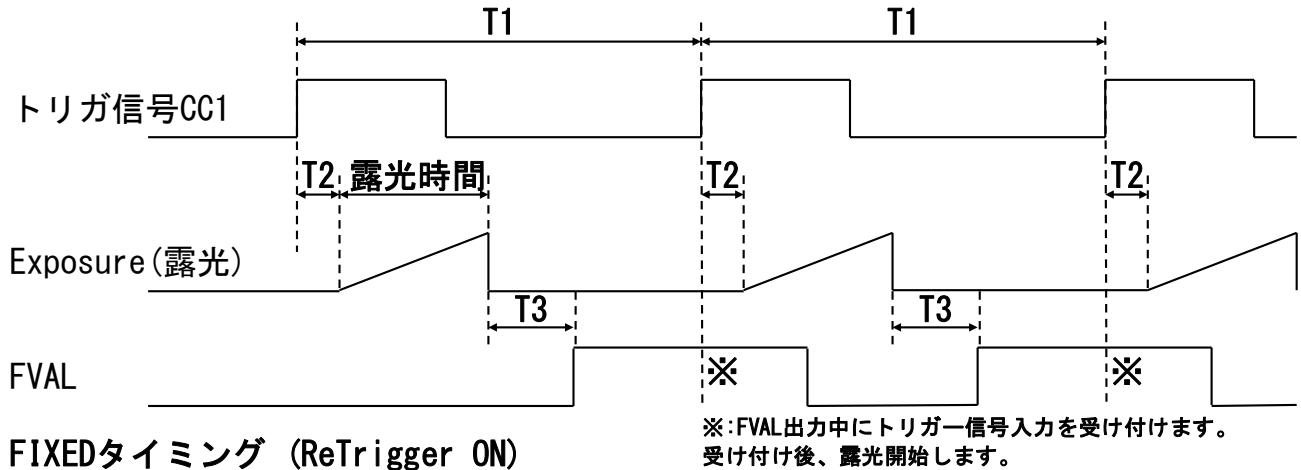 T1 T1
トリガ信号CC1
T2 露光時間 T2 T2
Exposure(露光)
T3 T3
FVAL ※ ※
※:FVAL出力中にトリガー信号入力を受け付けます。
FIXEDタイミング (ReTrigger ON)
受け付け後、露光開始します。